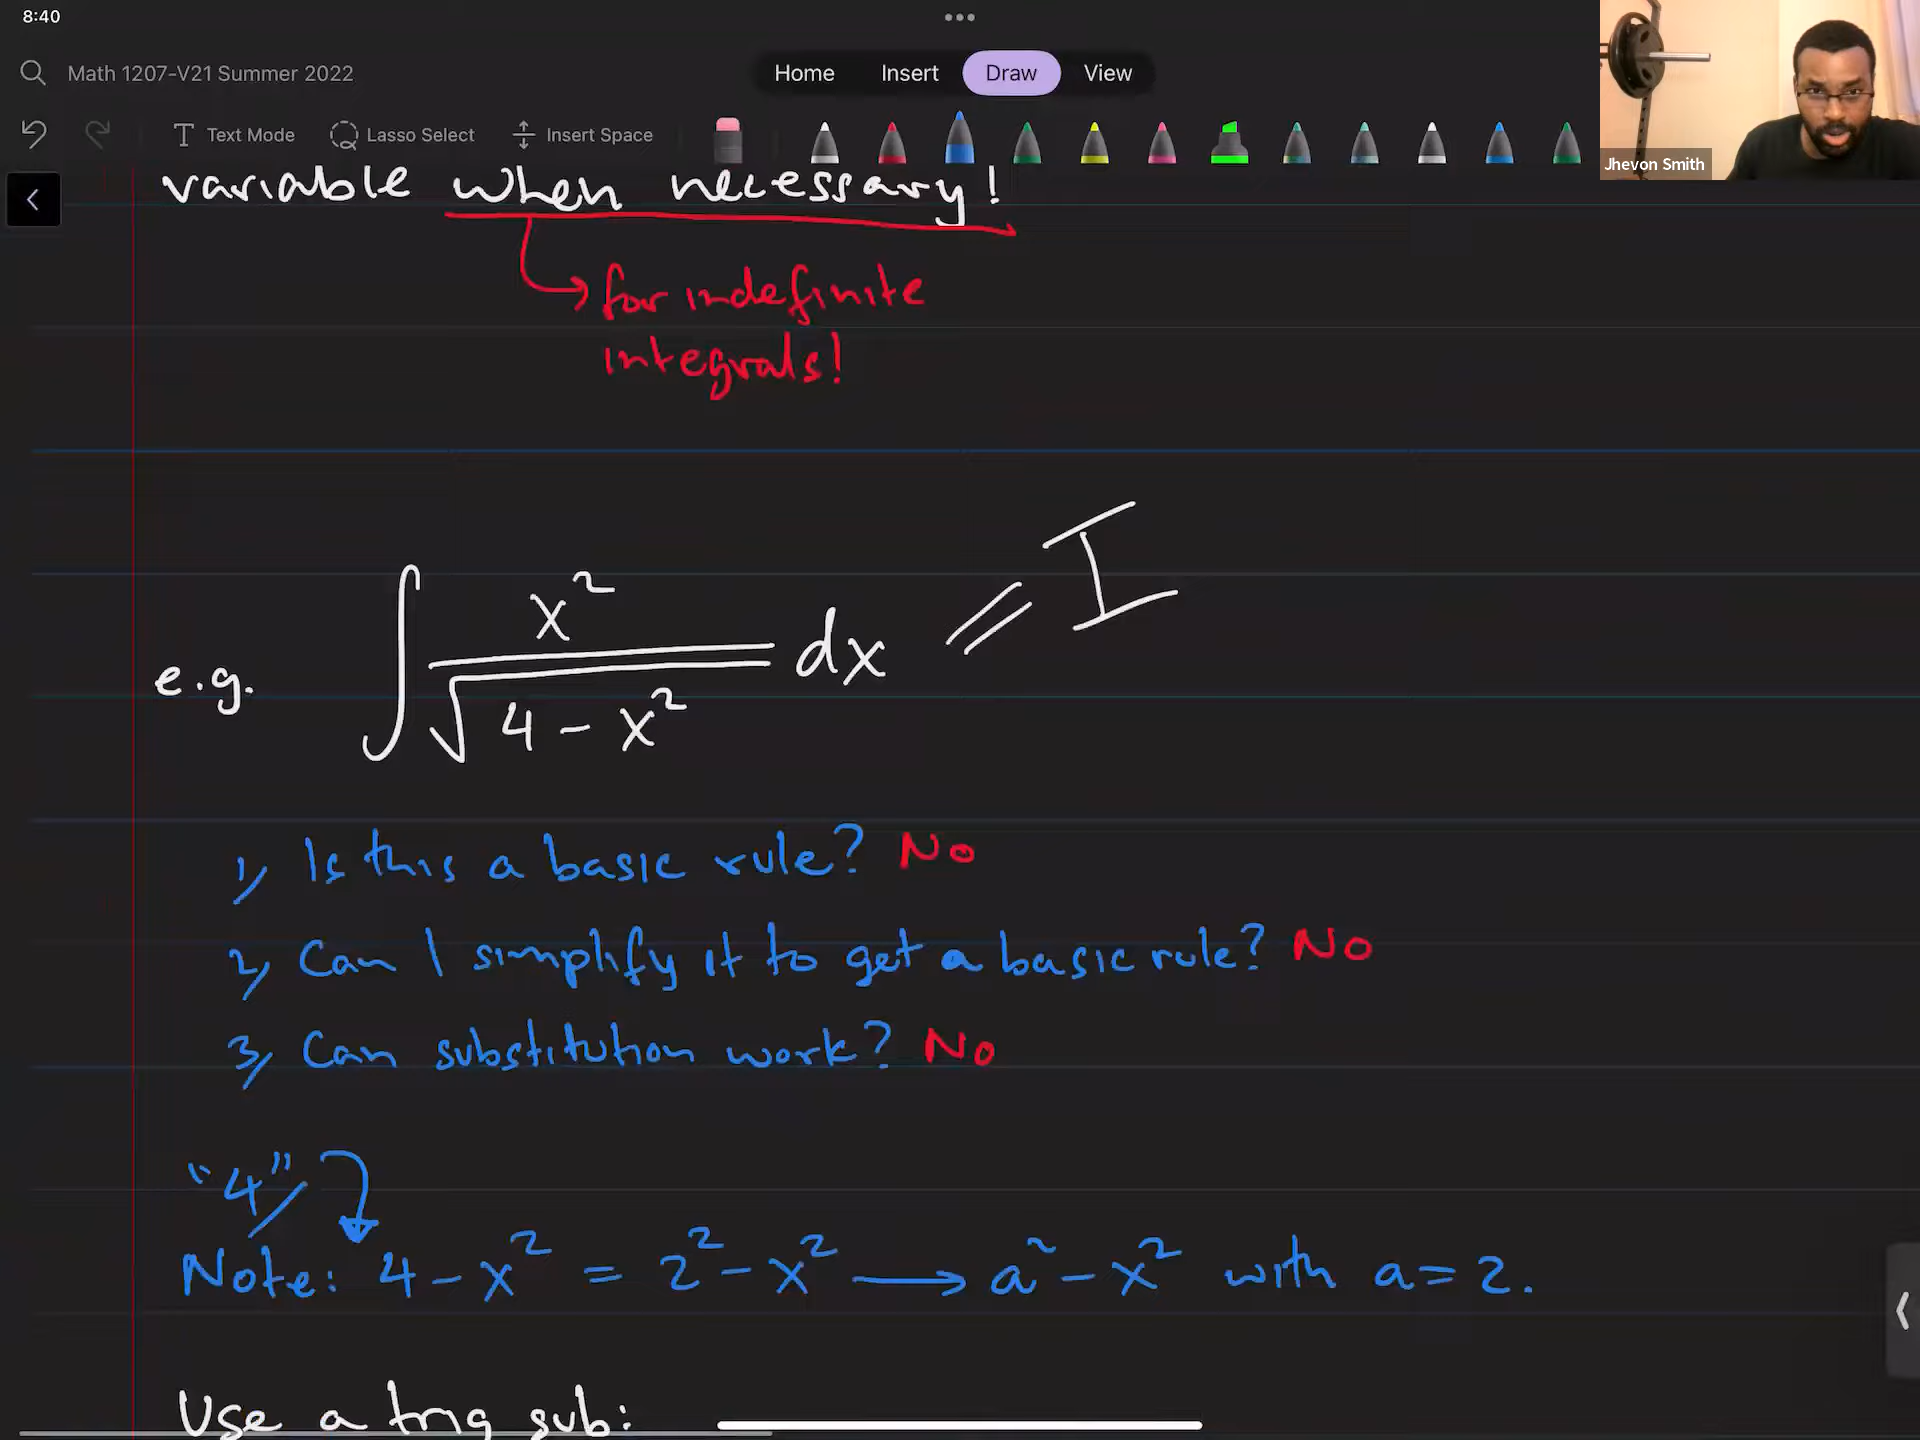 8:40
Math 1207-V21 Summer 2022
Home Insert Draw View
Text Mode Lasso Select Insert Space
Jhevon Smith
variable when necessary!
for indefinite
integrals!
e.g. ∫ x² / √(4 - x²) dx = I
1, Is this a basic rule? No
2, Can I simplify it to get a basic rule? No
3, Can substitution work? No
"4"
Note: 4 - x² = 2² - x² → a² - x² with a = 2.
Use a trig sub: